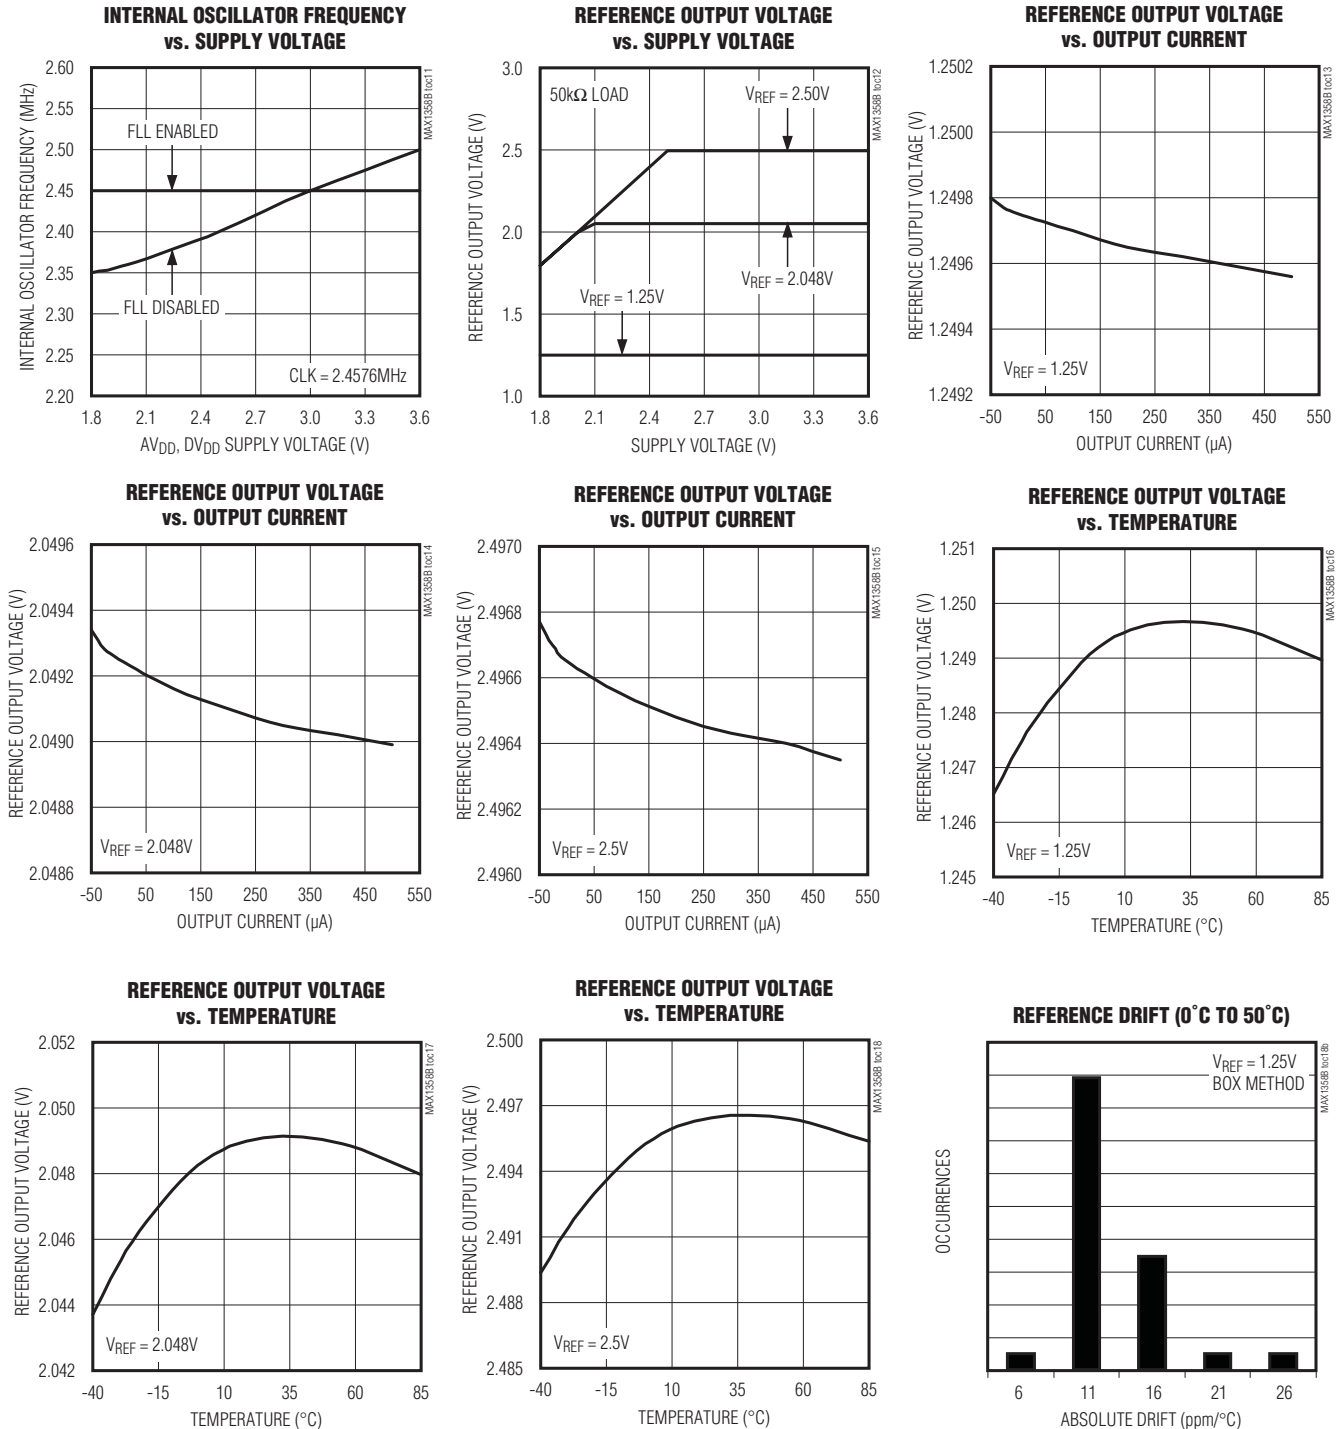 INTERNAL OSCILLATOR FREQUENCY
vs. SUPPLY VOLTAGE
INTERNAL OSCILLATOR FREQUENCY (MHz)
2.60
2.55
2.50
2.45
2.40
2.35
2.30
2.25
2.20
FLL ENABLED
FLL DISABLED
CLK = 2.4576MHz
MAX1358B toc11
1.8 2.1 2.4 2.7 3.0 3.3 3.6
AVDD, DVDD SUPPLY VOLTAGE (V)
REFERENCE OUTPUT VOLTAGE
vs. SUPPLY VOLTAGE
REFERENCE OUTPUT VOLTAGE (V)
3.0
2.5
2.0
1.5
1.0
50kΩ LOAD
VREF = 2.50V
VREF = 2.048V
VREF = 1.25V
MAX1358B toc12
1.8 2.1 2.4 2.7 3.0 3.3 3.6
SUPPLY VOLTAGE (V)
REFERENCE OUTPUT VOLTAGE
vs. OUTPUT CURRENT
REFERENCE OUTPUT VOLTAGE (V)
1.2502
1.2500
1.2498
1.2496
1.2494
1.2492
VREF = 1.25V
MAX1358B toc13
-50 50 150 250 350 450 550
OUTPUT CURRENT (µA)
REFERENCE OUTPUT VOLTAGE
vs. OUTPUT CURRENT
REFERENCE OUTPUT VOLTAGE (V)
2.0496
2.0494
2.0492
2.0490
2.0488
2.0486
VREF = 2.048V
MAX1358B toc14
-50 50 150 250 350 450 550
OUTPUT CURRENT (µA)
REFERENCE OUTPUT VOLTAGE
vs. OUTPUT CURRENT
REFERENCE OUTPUT VOLTAGE (V)
2.4970
2.4968
2.4966
2.4964
2.4962
2.4960
VREF = 2.5V
MAX1358B toc15
-50 50 150 250 350 450 550
OUTPUT CURRENT (µA)
REFERENCE OUTPUT VOLTAGE
vs. TEMPERATURE
REFERENCE OUTPUT VOLTAGE (V)
1.251
1.250
1.249
1.248
1.247
1.246
1.245
VREF = 1.25V
MAX1358B toc16
-40 -15 10 35 60 85
TEMPERATURE (°C)
REFERENCE OUTPUT VOLTAGE
vs. TEMPERATURE
REFERENCE OUTPUT VOLTAGE (V)
2.052
2.050
2.048
2.046
2.044
2.042
VREF = 2.048V
MAX1358B toc17
-40 -15 10 35 60 85
TEMPERATURE (°C)
REFERENCE OUTPUT VOLTAGE
vs. TEMPERATURE
REFERENCE OUTPUT VOLTAGE (V)
2.500
2.497
2.494
2.491
2.488
2.485
VREF = 2.5V
MAX1358B toc18
-40 -15 10 35 60 85
TEMPERATURE (°C)
REFERENCE DRIFT (0°C TO 50°C)
OCCURRENCES
VREF = 1.25V
BOX METHOD
MAX1358B toc18b
6 11 16 21 26
ABSOLUTE DRIFT (ppm/°C)